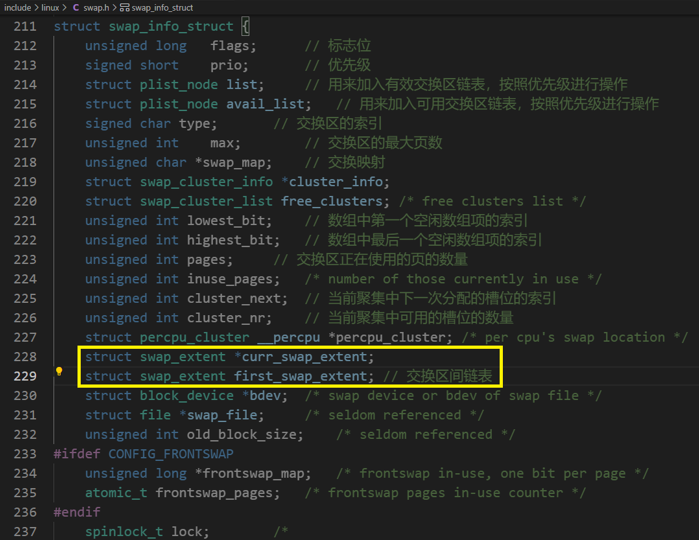 include > linux > C swap.h > swap_info_struct
211 struct swap_info_struct {
212 unsigned long flags; // 标志位
213 signed short prio; // 优先级
214 struct plist_node list; // 用来加入有效交换区链表，按照优先级进行操作
215 struct plist_node avail_list; // 用来加入可用交换区链表，按照优先级进行操作
216 signed char type; // 交换区的索引
217 unsigned int max; // 交换区的最大页数
218 unsigned char *swap_map; // 交换映射
219 struct swap_cluster_info *cluster_info;
220 struct swap_cluster_list free_clusters; /* free clusters list */
221 unsigned int lowest_bit; // 数组中第一个空闲数组项的索引
222 unsigned int highest_bit; // 数组中最后一个空闲数组项的索引
223 unsigned int pages; // 交换区正在使用的页的数量
224 unsigned int inuse_pages; /* number of those currently in use */
225 unsigned int cluster_next; // 当前聚集中下一次分配的槽位的索引
226 unsigned int cluster_nr; // 当前聚集中可用的槽位的数量
227 struct percpu_cluster __percpu *percpu_cluster; /* per cpu's swap location */
228 struct swap_extent *curr_swap_extent;
229 struct swap_extent first_swap_extent; // 交换区间链表
230 struct block_device *bdev; /* swap device or bdev of swap file */
231 struct file *swap_file; /* seldom referenced */
232 unsigned int old_block_size; /* seldom referenced */
233 #ifdef CONFIG_FRONTSWAP
234 unsigned long *frontswap_map; /* frontswap in-use, one bit per page */
235 atomic_t frontswap_pages; /* frontswap pages in-use counter */
236 #endif
237 spinlock_t lock; /*